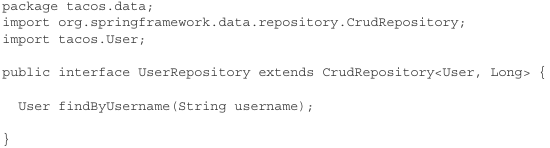 package tacos.data;
import org.springframework.data.repository.CrudRepository;
import tacos.User;
public interface UserRepository extends CrudRepository<User, Long> {
User findByUsername(String username);
}